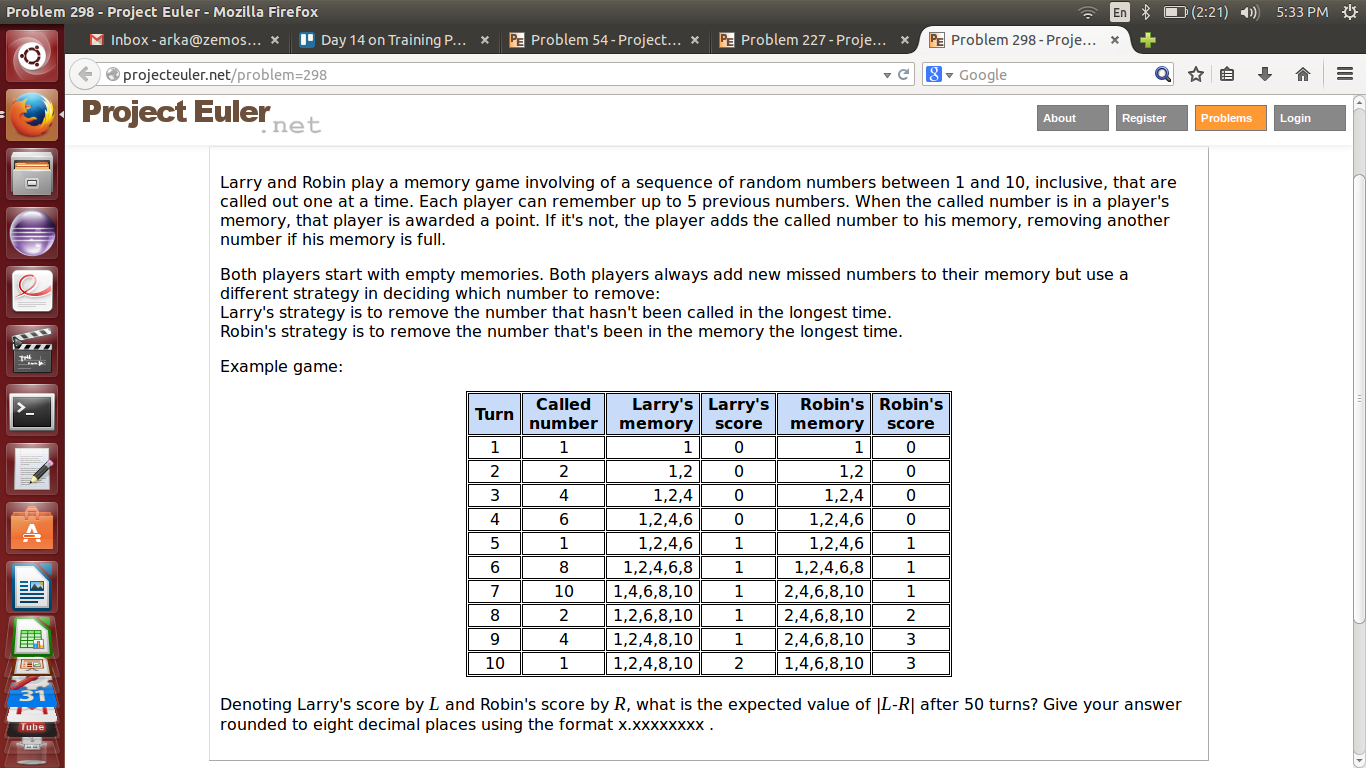 Problem 298 - Project Euler - Mozilla Firefox
En (2:21) 5:33 PM
Inbox - arka@zemos... × Day 14 on Training P... × Problem 54 - Project... × Problem 227 - Proje... × Problem 298 - Proje... ×
projecteuler.net/problem=298
Google
Project Euler
.net
About Register Problems Login
Larry and Robin play a memory game involving of a sequence of random numbers between 1 and 10, inclusive, that are
called out one at a time. Each player can remember up to 5 previous numbers. When the called number is in a player's
memory, that player is awarded a point. If it's not, the player adds the called number to his memory, removing another
number if his memory is full.
Both players start with empty memories. Both players always add new missed numbers to their memory but use a
different strategy in deciding which number to remove:
Larry's strategy is to remove the number that hasn't been called in the longest time.
Robin's strategy is to remove the number that's been in the memory the longest time.
Example game:
Turn Called number Larry's memory Larry's score Robin's memory Robin's score
1 1 1 0 1 0
2 2 1,2 0 1,2 0
3 4 1,2,4 0 1,2,4 0
4 6 1,2,4,6 0 1,2,4,6 0
5 1 1,2,4,6 1 1,2,4,6 1
6 8 1,2,4,6,8 1 1,2,4,6,8 1
7 10 1,4,6,8,10 1 2,4,6,8,10 1
8 2 1,2,6,8,10 1 2,4,6,8,10 2
9 4 1,2,4,8,10 1 2,4,6,8,10 3
10 1 1,2,4,8,10 2 1,4,6,8,10 3
Denoting Larry's score by L and Robin's score by R, what is the expected value of |L-R| after 50 turns? Give your answer
rounded to eight decimal places using the format x.xxxxxxxx .
31
Tube